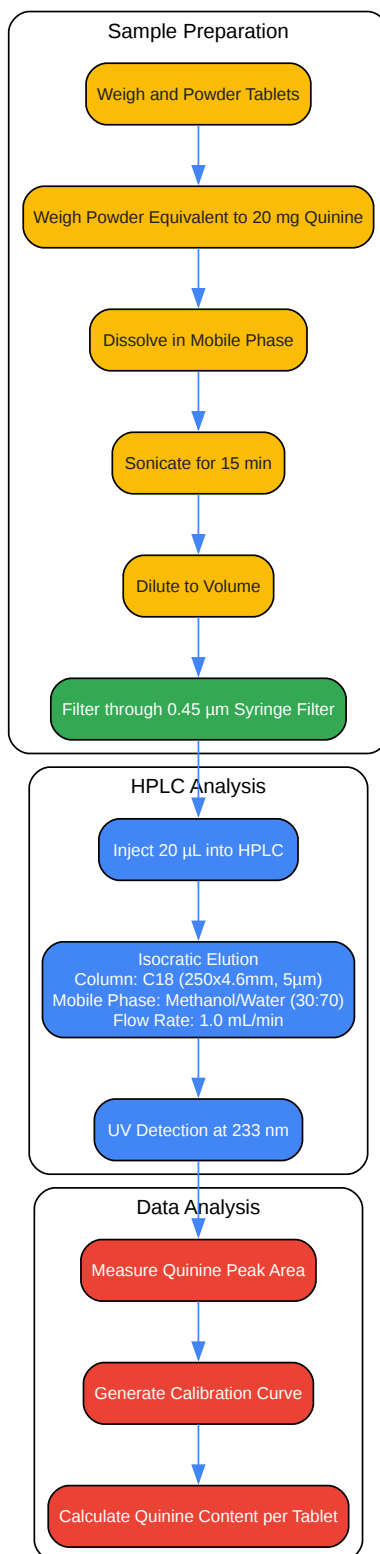 Sample Preparation
Weigh and Powder Tablets
Weigh Powder Equivalent to 20 mg Quinine
Dissolve in Mobile Phase
Sonicate for 15 min
Dilute to Volume
Filter through 0.45 µm Syringe Filter
HPLC Analysis
Inject 20 µL into HPLC
Isocratic Elution
Column: C18 (250x4.6mm, 5µm)
Mobile Phase: Methanol/Water (30:70)
Flow Rate: 1.0 mL/min
UV Detection at 233 nm
Data Analysis
Measure Quinine Peak Area
Generate Calibration Curve
Calculate Quinine Content per Tablet